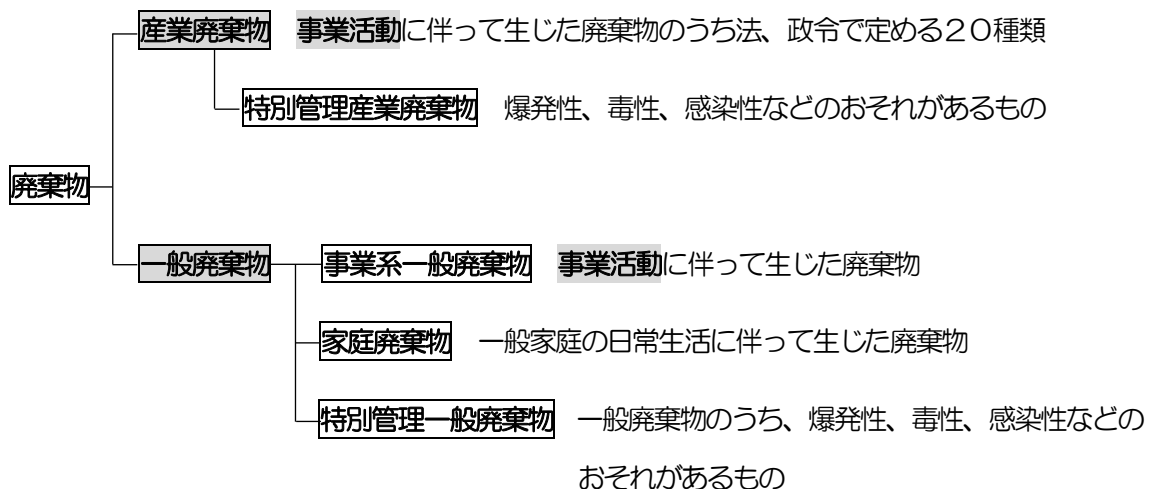 産業廃棄物 事業活動に伴って生じた廃棄物のうち法、政令で定める20種類
特別管理産業廃棄物 爆発性、毒性、感染性などのおそれがあるもの
廃棄物
一般廃棄物 事業系一般廃棄物 事業活動に伴って生じた廃棄物
家庭廃棄物 一般家庭の日常生活に伴って生じた廃棄物
特別管理一般廃棄物 一般廃棄物のうち、爆発性、毒性、感染性などの
おそれがあるもの